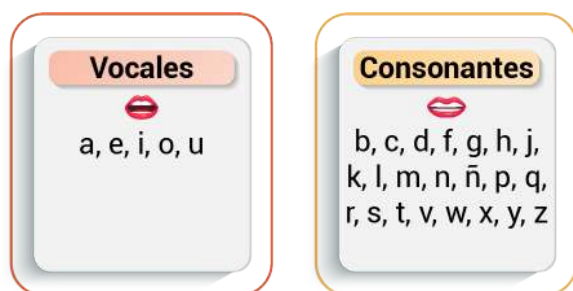 Vocales
a, e, i, o, u
Consonantes
b, c, d, f, g, h, j,
k, l, m, n, ñ, p, q,
r, s, t, v, w, x, y, z